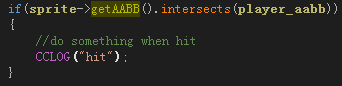 if(sprite->getAABB().intersects(player_aabb))
{
//do something when hit
CCLOG("hit");
}